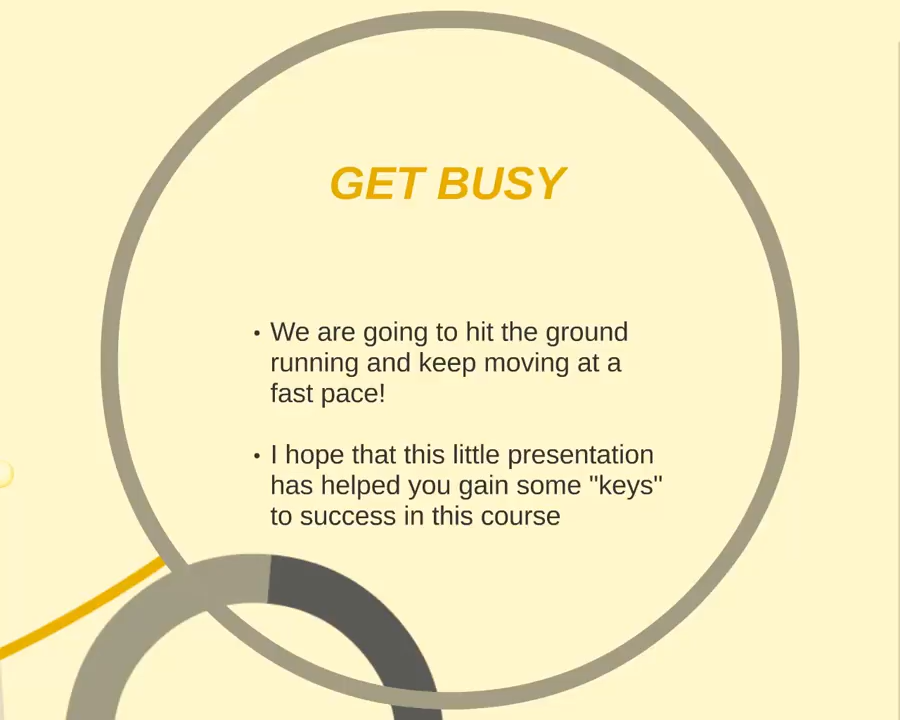 GET BUSY
• We are going to hit the ground
running and keep moving at a
fast pace!
• I hope that this little presentation
has helped you gain some "keys"
to success in this course